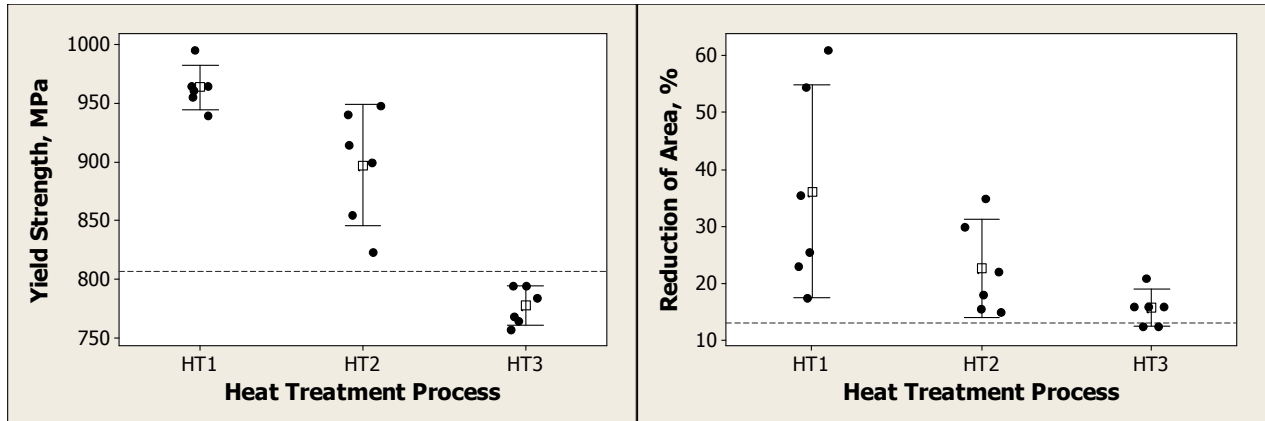 Yield Strength, MPa
1000
950
900
850
800
750
HT1 HT2 HT3
Heat Treatment Process
Reduction of Area, %
60
50
40
30
20
10
HT1 HT2 HT3
Heat Treatment Process